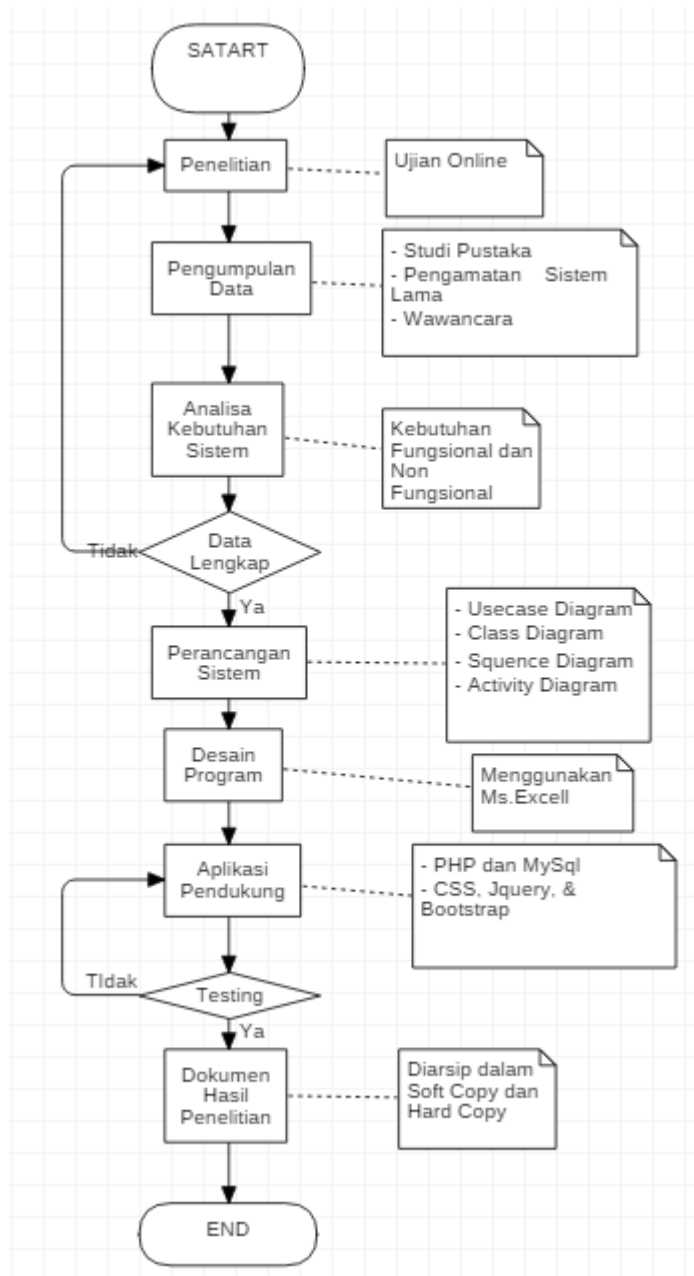 SATART
Penelitian
Ujian Online
Pengumpulan
Data
- Studi Pustaka
- Pengamatan Sistem
Lama
- Wawancara
Analisa
Kebutuhan
Sistem
Kebutuhan
Fungsional dan
Non
Fungsional
Data
Lengkap
Tidak
Ya
Perancangan
Sistem
- Usecase Diagram
- Class Diagram
- Squence Diagram
- Activity Diagram
Desain
Program
Menggunakan
Ms.Excell
Aplikasi
Pendukung
- PHP dan MySql
- CSS, Jquery, &
Bootstrap
TIdak
Testing
Ya
Dokumen
Hasil
Penelitian
Diarsip dalam
Soft Copy dan
Hard Copy
END